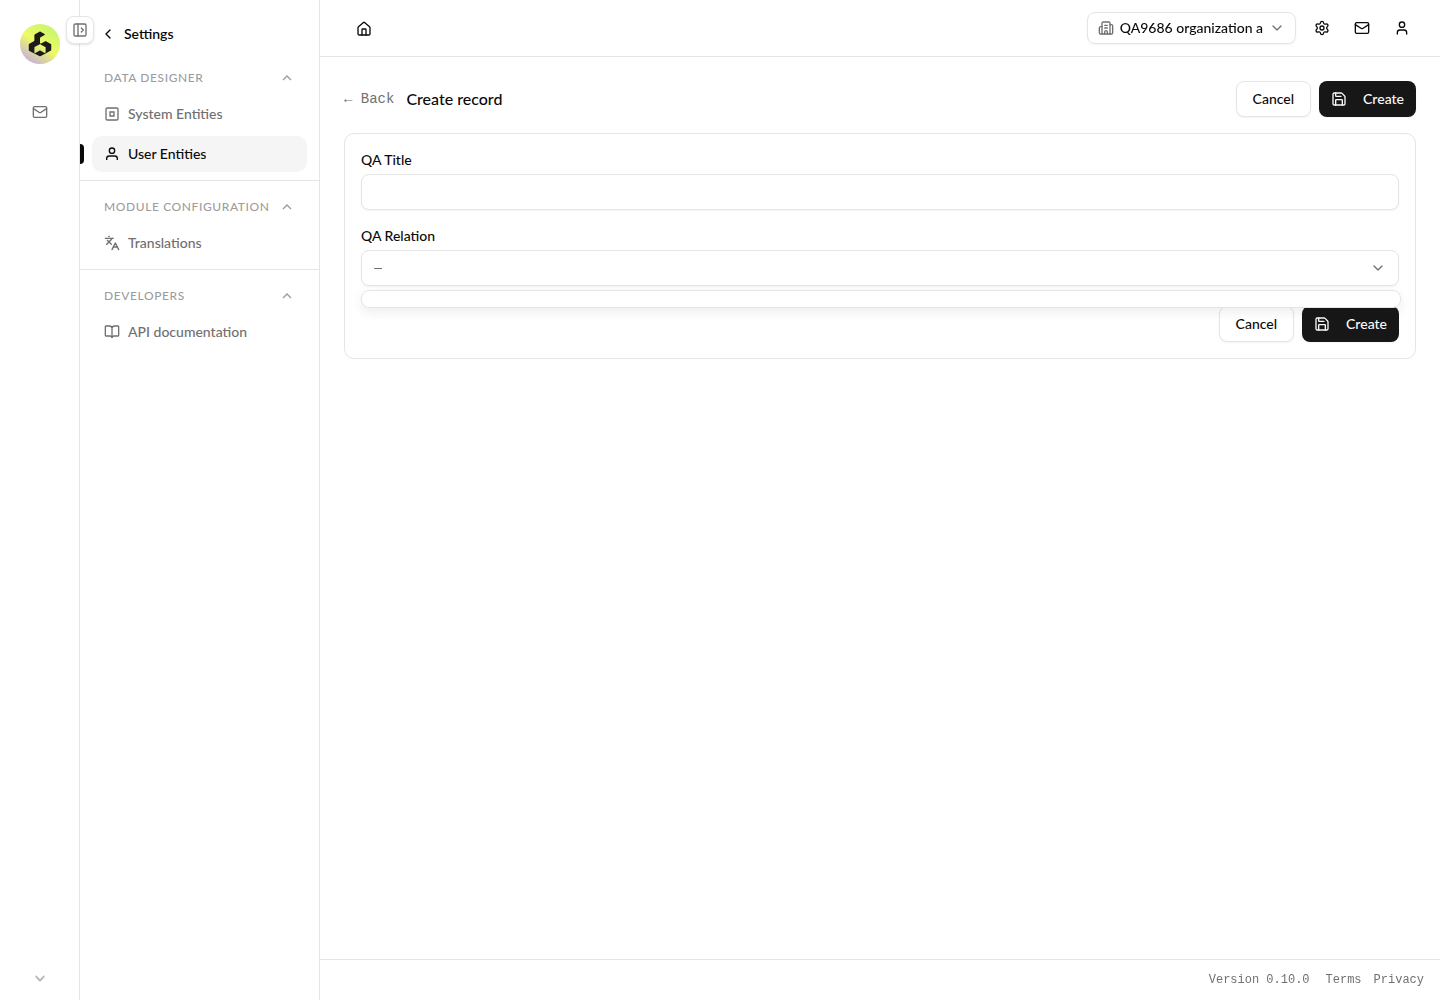 Settings
QA9686 organization a
DATA DESIGNER
System Entities
User Entities
MODULE CONFIGURATION
Translations
DEVELOPERS
API documentation
← Back
Create record
Cancel
Create
QA Title
QA Relation
—
Cancel
Create
Version 0.10.0
Terms
Privacy